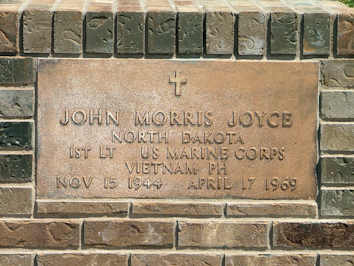 JOHN MORRIS JOYCE
NORTH DAKOTA
1ST LT US MARINE CORPS
VIETNAM PH
NOV 15 1944 APRIL 17 1969